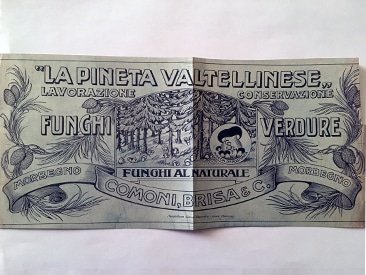 "LA PINETA VALTELLINESE„
LAVORAZIONE CONSERVAZIONE
FUNGHI VERDURE
FUNGHI AL NATURALE
MORBEGNO MORBEGNO
COMONI, BRISA & C.